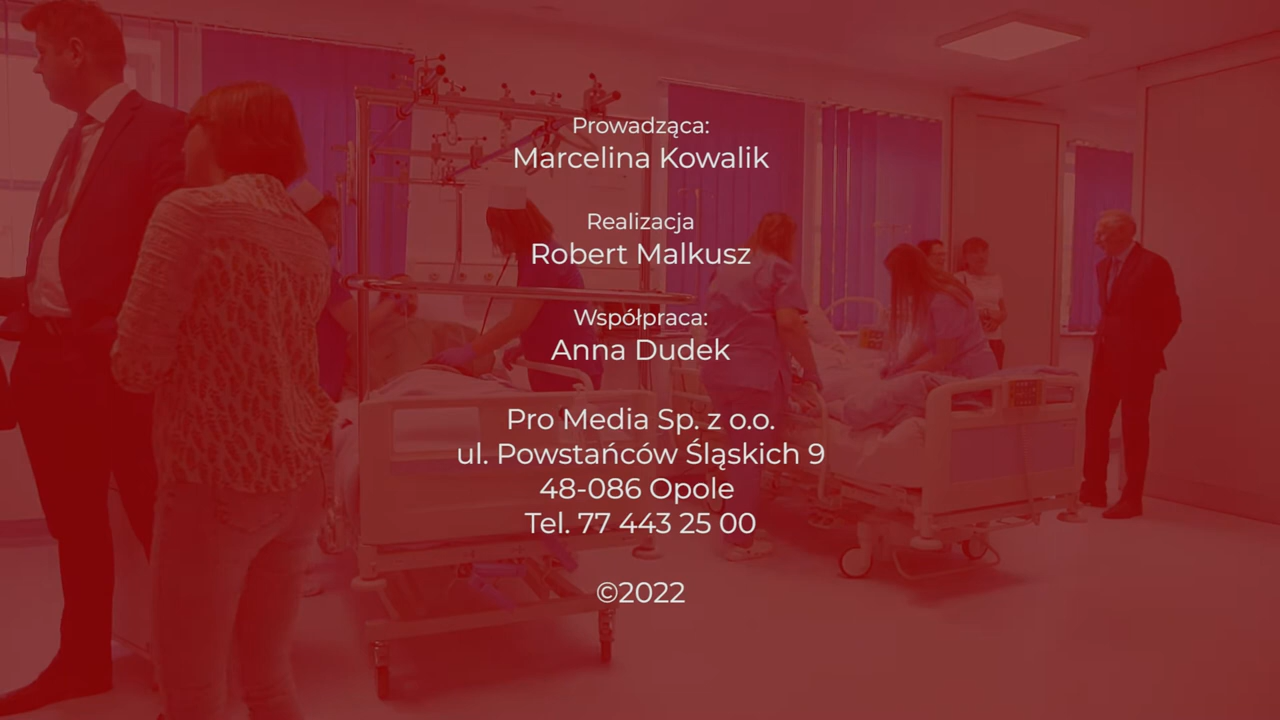 Prowadząca:
Marcelina Kowalik
Realizacja
Robert Malkusz
Współpraca:
Anna Dudek
Pro Media Sp. z o.o.
ul. Powstańców Śląskich 9
48-086 Opole
Tel. 77 443 25 00
©2022